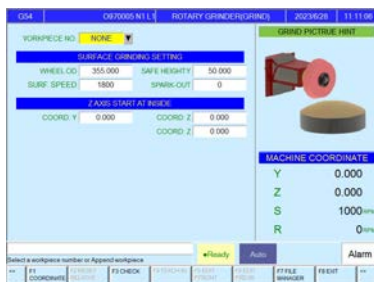 G54 O970005 N1 L1 ROTARY GRINDER(GRIND) 2023/6/28 11:11:06
WORKPIECE NO NONE
SURFACE GRINDING SETTING
WHEEL OD 355.000 SAFE HEIGHTY 50.000
SURF. SPEED 1800 SPARK-OUT 0
Z AXIS START AT INSIDE
COORD. Y 0.000 COORD Z 0.000
COORD Z 0.000
GRIND PICTRUE HINT
MACHINE COORDINATE
Y 0.000
Z 0.000
S 1000 RPM
R 0 RPM
Ready Auto Alarm
Select a workpiece number or Append workpiece
<< F1 COORDINATE F3 CHECK F7 FILE MANAGER F8 EXIT >>